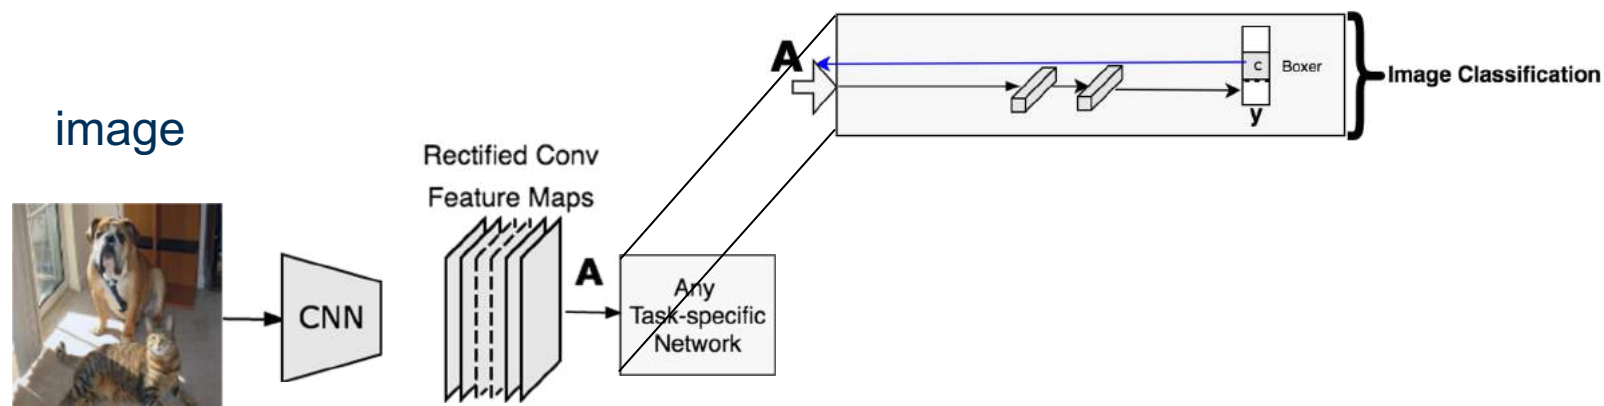 image
CNN
Rectified Conv
Feature Maps
A
Any
Task-specific
Network
A
c
Boxer
y
Image Classification